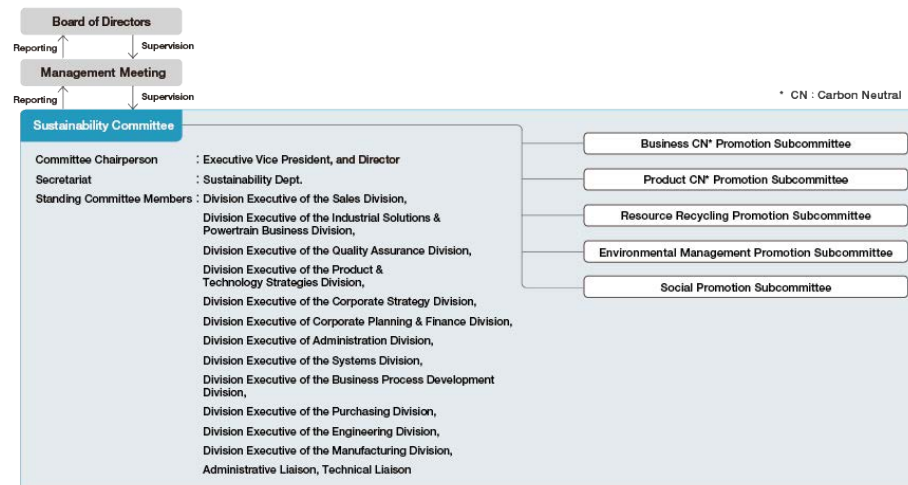 Board of Directors
Reporting
Supervision
Management Meeting
Reporting
Supervision
* CN : Carbon Neutral
Sustainability Committee
Committee Chairperson : Executive Vice President, and Director
Secretariat : Sustainability Dept.
Standing Committee Members : Division Executive of the Sales Division,
Division Executive of the Industrial Solutions &
Powertrain Business Division,
Division Executive of the Quality Assurance Division,
Division Executive of the Product &
Technology Strategies Division,
Division Executive of the Corporate Strategy Division,
Division Executive of Corporate Planning & Finance Division,
Division Executive of Administration Division,
Division Executive of the Systems Division,
Division Executive of the Business Process Development
Division,
Division Executive of the Purchasing Division,
Division Executive of the Engineering Division,
Division Executive of the Manufacturing Division,
Administrative Liaison, Technical Liaison
Business CN* Promotion Subcommittee
Product CN* Promotion Subcommittee
Resource Recycling Promotion Subcommittee
Environmental Management Promotion Subcommittee
Social Promotion Subcommittee